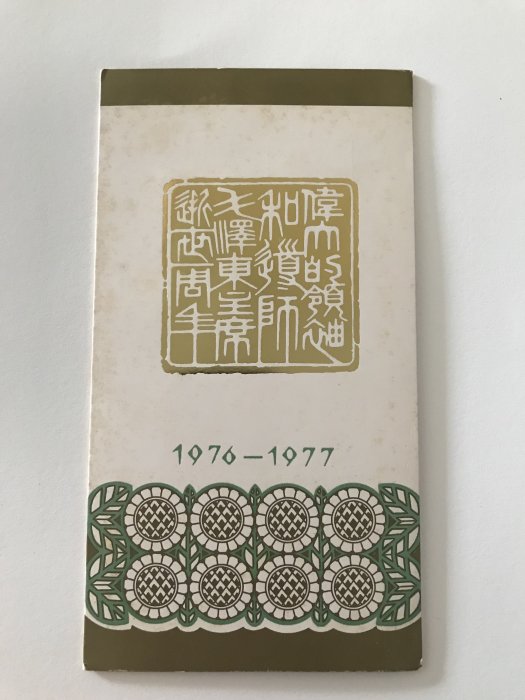 偉大的領袖
和導師
毛澤東主席
逝世周年
1976–1977